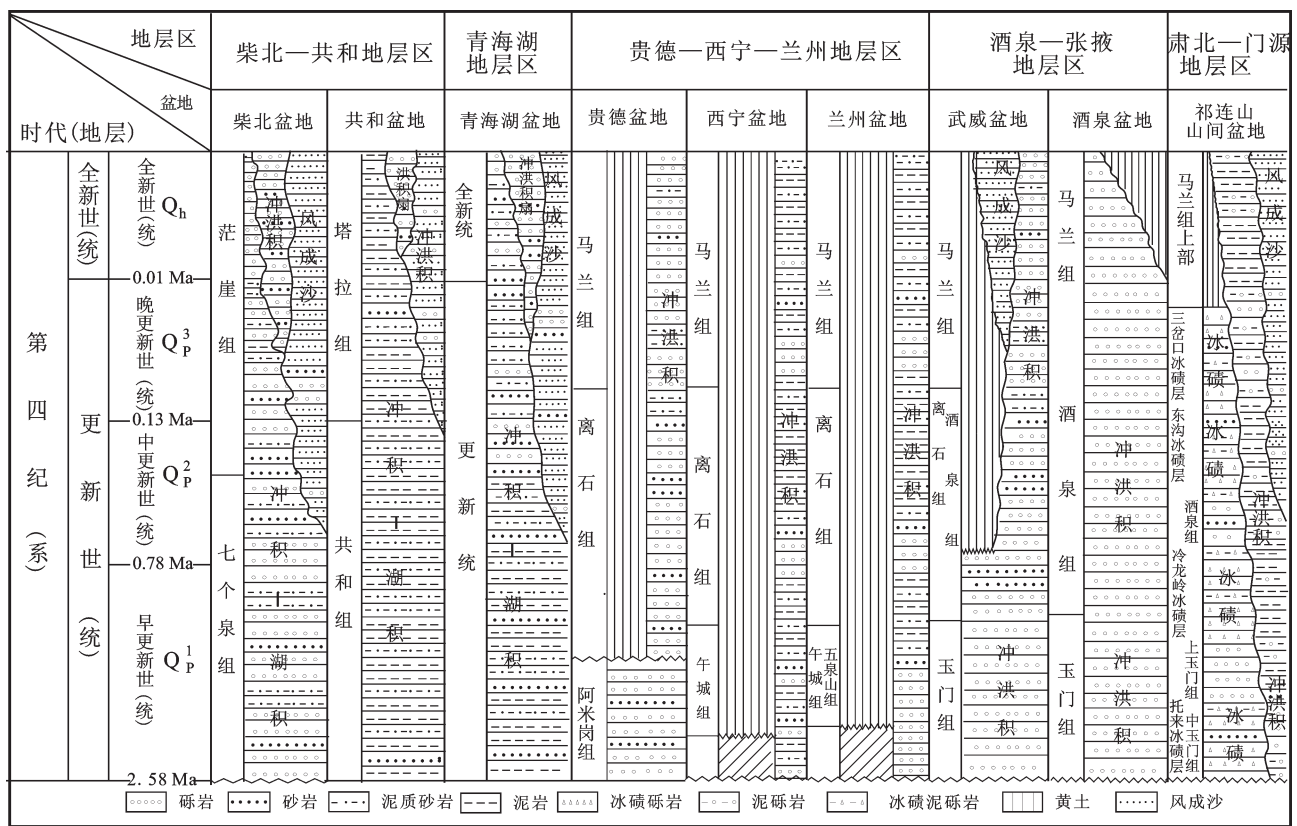 地层区
盆地
时代(地层)
柴北—共和地层区
青海湖
地层区
贵德—西宁—兰州地层区
酒泉—张掖
地层区
肃北—门源
地层区
柴北盆地
共和盆地
青海湖盆地
贵德盆地
西宁盆地
兰州盆地
武威盆地
酒泉盆地
祁连山
山间盆地
第四纪(系)
全新世(统)
更新世(统)
全新世(统)
Qh
0.01 Ma
晚更新世(统)
Q3P
0.13 Ma
中更新世(统)
Q2P
0.78 Ma
早更新世(统)
Q1P
2.58 Ma
茫崖组
七个泉组
冲洪积
风成沙
冲积—湖积
塔拉组
共和组
洪积扇
冲洪积
冲积—湖积
全新统
更新统
冲洪积扇
风成沙
冲积—湖积
马兰组
离石组
阿米岗组
冲洪积
马兰组
离石组
午城组
冲洪积
马兰组
离石组
午城组
五泉山组
冲洪积
马兰组
离石组
酒泉组
玉门组
风成沙
冲洪积
冲洪积
马兰组
酒泉组
玉门组
冲洪积
冲洪积
马兰组上部
三岔口冰碛层
东沟冰碛层
酒泉组
冷龙岭冰碛层
上玉门组
托来冰碛层
中玉门组
风成沙
冰碛
冰碛
冲洪积
冰碛
冲洪积
冰碛
砾岩
砂岩
泥质砂岩
泥岩
冰碛砾岩
泥砾岩
冰碛泥砾岩
黄土
风成沙